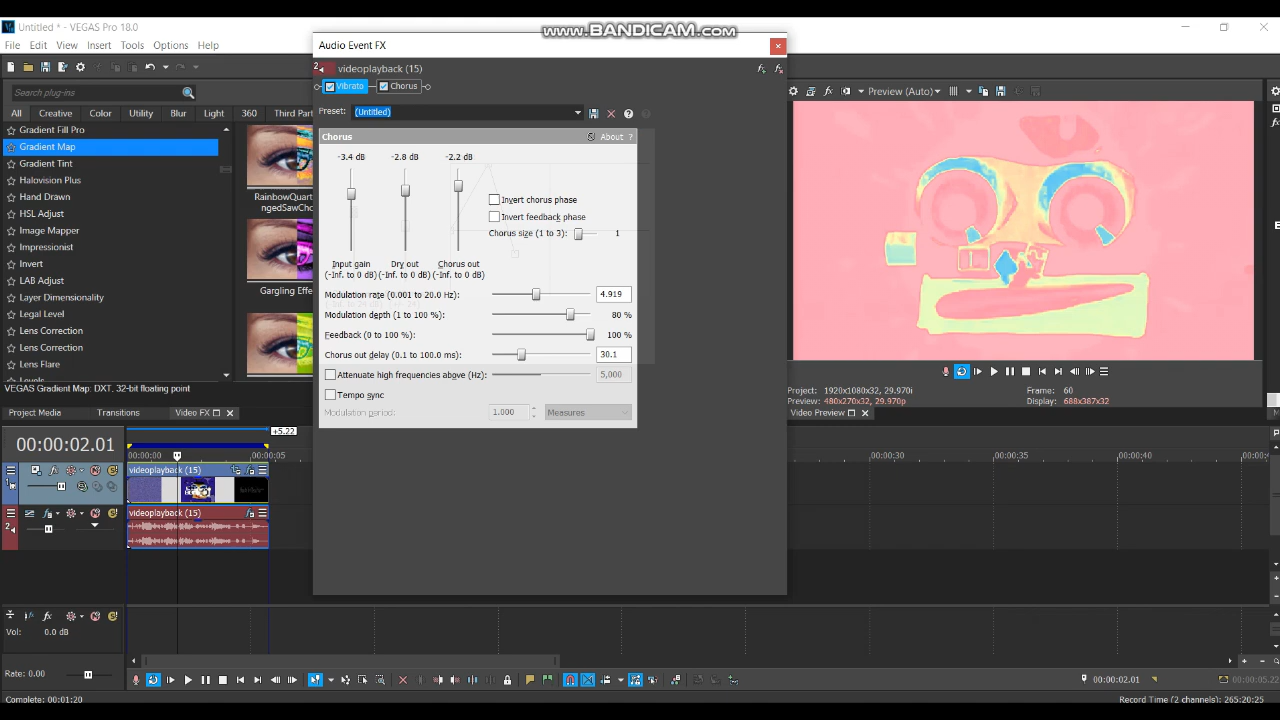 Untitled * - VEGAS Pro 18.0
www.BANDICAM.com
File Edit View Insert Tools Options Help
Audio Event FX
videoplayback (15)
Vibrato
Chorus
Search plug-ins
Preset:
(Untitled)
All Creative Color Utility Blur Light 360 Third Part
Preview (Auto)
Gradient Fill Pro
Gradient Map
Gradient Tint
Halovision Plus
Hand Drawn
HSL Adjust
Image Mapper
Impressionist
Invert
LAB Adjust
Layer Dimensionality
Legal Level
Lens Correction
Lens Correction
Lens Flare
Levels
RainbowQuart
ngedSawChor
Gargling Effe
VEGAS Gradient Map: DXT, 32-bit floating point
Project Media Transitions Video FX
Chorus
About ?
-3.4 dB -2.8 dB -2.2 dB
Invert chorus phase
Invert feedback phase
Chorus size (1 to 3): 1
Input gain Dry out Chorus out
(-Inf. to 0 dB) (-Inf. to 0 dB) (-Inf. to 0 dB)
Modulation rate (0.001 to 20.0 Hz): 4.919
Modulation depth (1 to 100 %): 80 %
Feedback (0 to 100 %): 100 %
Chorus out delay (0.1 to 100.0 ms): 30.1
Attenuate high frequencies above (Hz): 5,000
Tempo sync
Modulation period: 1.000 Measures
Project: 1920x1080x32, 29.970i
Preview: 480x270x32, 29.970p
Frame: 60
Display: 688x387x32
Video Preview
00:00:02.01
+5.22
00:00:00 00:00:05 00:00:30 00:00:35 00:00:40
videoplayback (15)
videoplayback (15)
Vol: 0.0 dB
Rate: 0.00
00:00:02.01
00:00:05.22
Complete: 00:01:20
Record Time (2 channels): 265:20:25